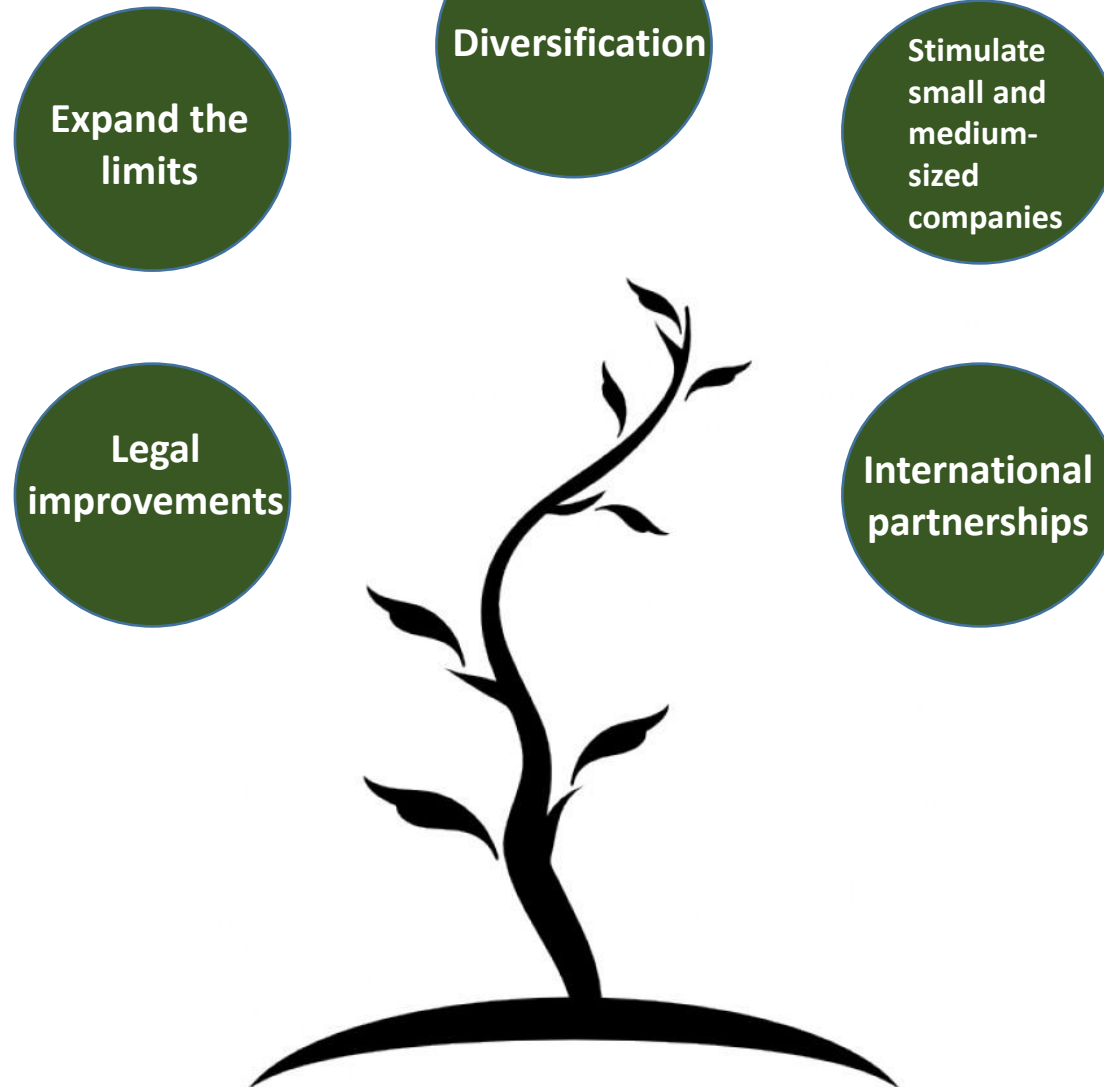 Diversification
Expand the
limits
Stimulate
small and
medium-
sized
companies
Legal
improvements
International
partnerships